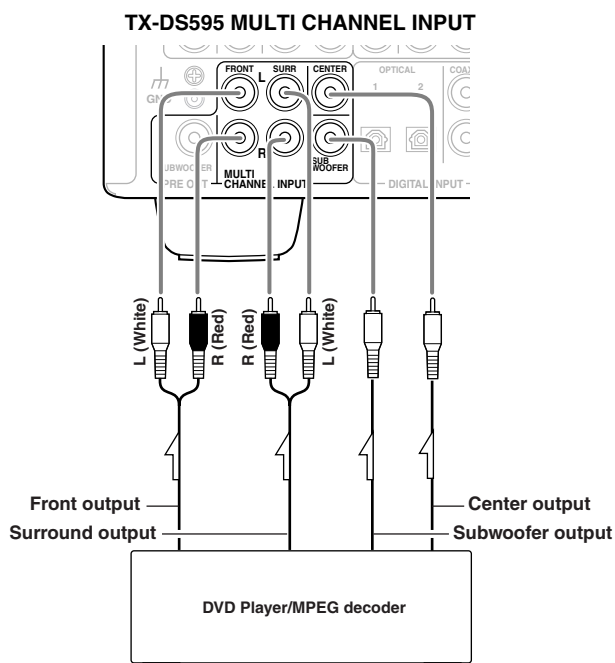 TX-DS595 MULTI CHANNEL INPUT
FRONT
L
SURR
CENTER
OPTICAL
1
2
COA
GND
R
SUB
WOOFER
SUBWOOFER
PRE OUT
MULTI
CHANNEL INPUT
DIGITAL INPUT
L (White)
R (Red)
R (Red)
L (White)
Front output
Surround output
Center output
Subwoofer output
DVD Player/MPEG decoder